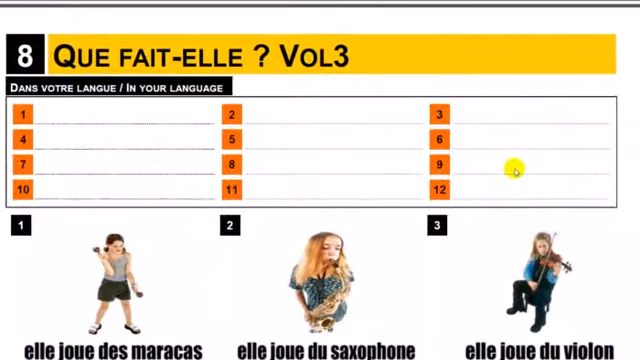 8 QUE FAIT-ELLE ? VOL3
DANS VOTRE LANGUE / IN YOUR LANGUAGE
1 2 3
4 5 6
7 8 9
10 11 12
1 2 3
elle joue des maracas elle joue du saxophone elle joue du violon